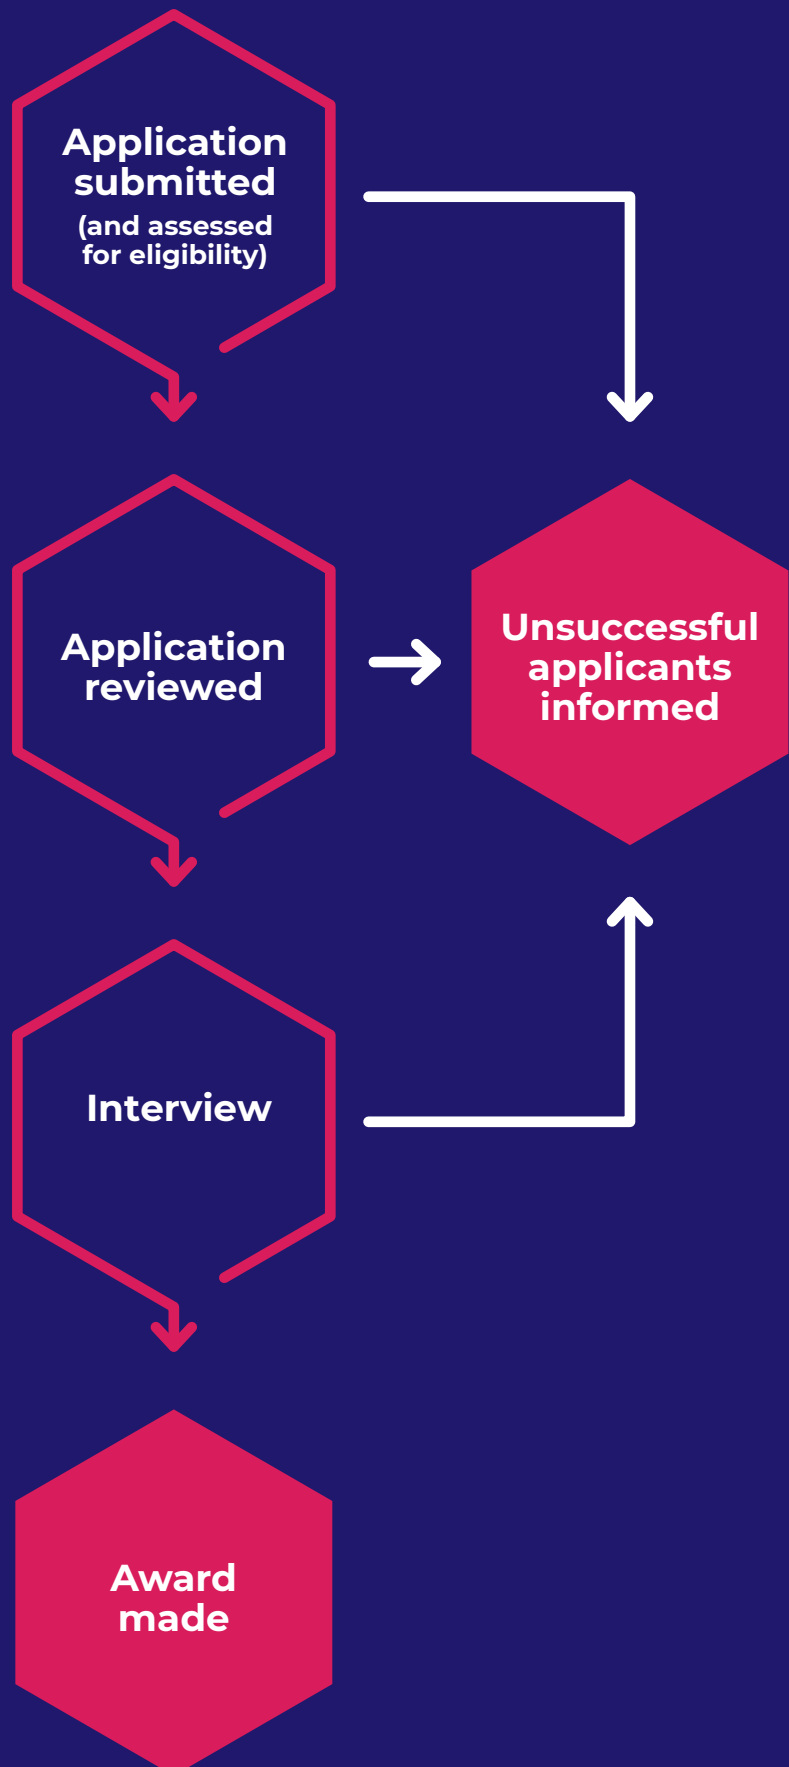 Application
submitted
(and assessed
for eligibility)
Application
reviewed
Unsuccessful
applicants
informed
Interview
Award
made